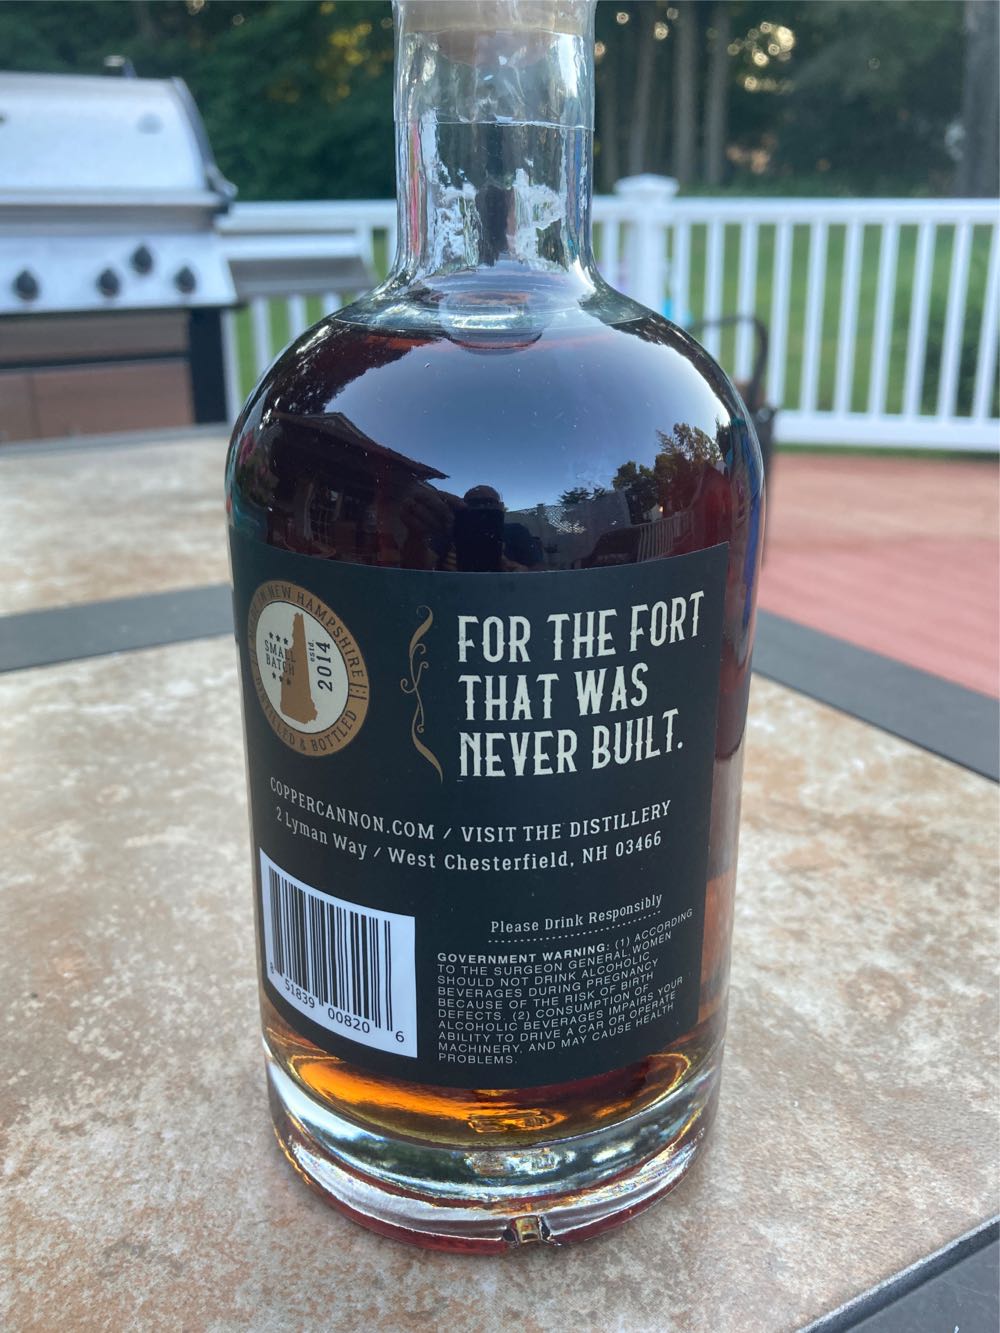 IN NEW HAMPSHIRE
SMALL
BATCH
estd.
2014
DISTILLED & BOTTLED
FOR THE FORT
THAT WAS
NEVER BUILT.
COPPERCANNON.COM / VISIT THE DISTILLERY
2 Lyman Way / West Chesterfield, NH 03466
Please Drink Responsibly
GOVERNMENT WARNING: (1) ACCORDING
TO THE SURGEON GENERAL, WOMEN
SHOULD NOT DRINK ALCOHOLIC
BEVERAGES DURING PREGNANCY
BECAUSE OF THE RISK OF BIRTH
DEFECTS. (2) CONSUMPTION OF
ALCOHOLIC BEVERAGES IMPAIRS YOUR
ABILITY TO DRIVE A CAR OR OPERATE
MACHINERY, AND MAY CAUSE HEALTH
PROBLEMS.
8 51839 00820 6